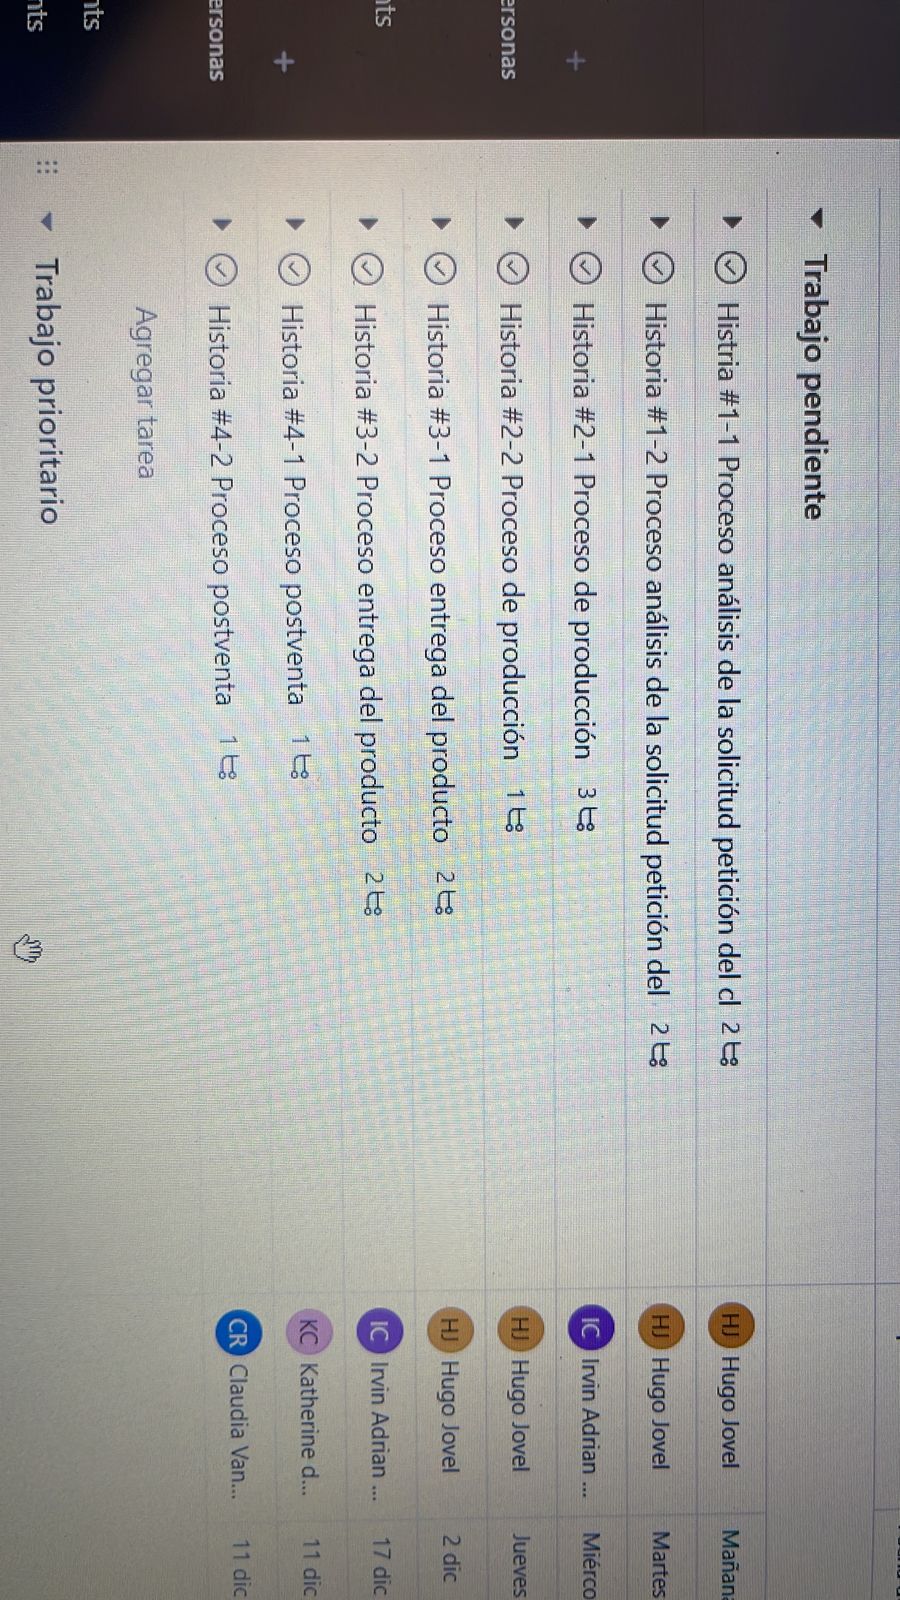 Trabajo pendiente
Histria #1-1 Proceso análisis de la solicitud petición del cl 2 HJ Hugo Jovel
Historia #1-2 Proceso análisis de la solicitud petición del 2 HJ Hugo Jovel Martes
Historia #2-1 Proceso de producción 3 IC Irvin Adrian ... Miérco
Historia #2-2 Proceso de producción 1 HJ Hugo Jovel Jueves
Historia #3-1 Proceso entrega del producto 2 HJ Hugo Jovel 2 dic
Historia #3-2 Proceso entrega del producto 2 IC Irvin Adrian ... 17 dic
Historia #4-1 Proceso postventa 1 KC Katherine d... 11 dic
Historia #4-2 Proceso postventa 1 CR Claudia Van... 11 dic
Agregar tarea
Trabajo prioritario
+
ersonas
nts
+
ersonas
nts
nts